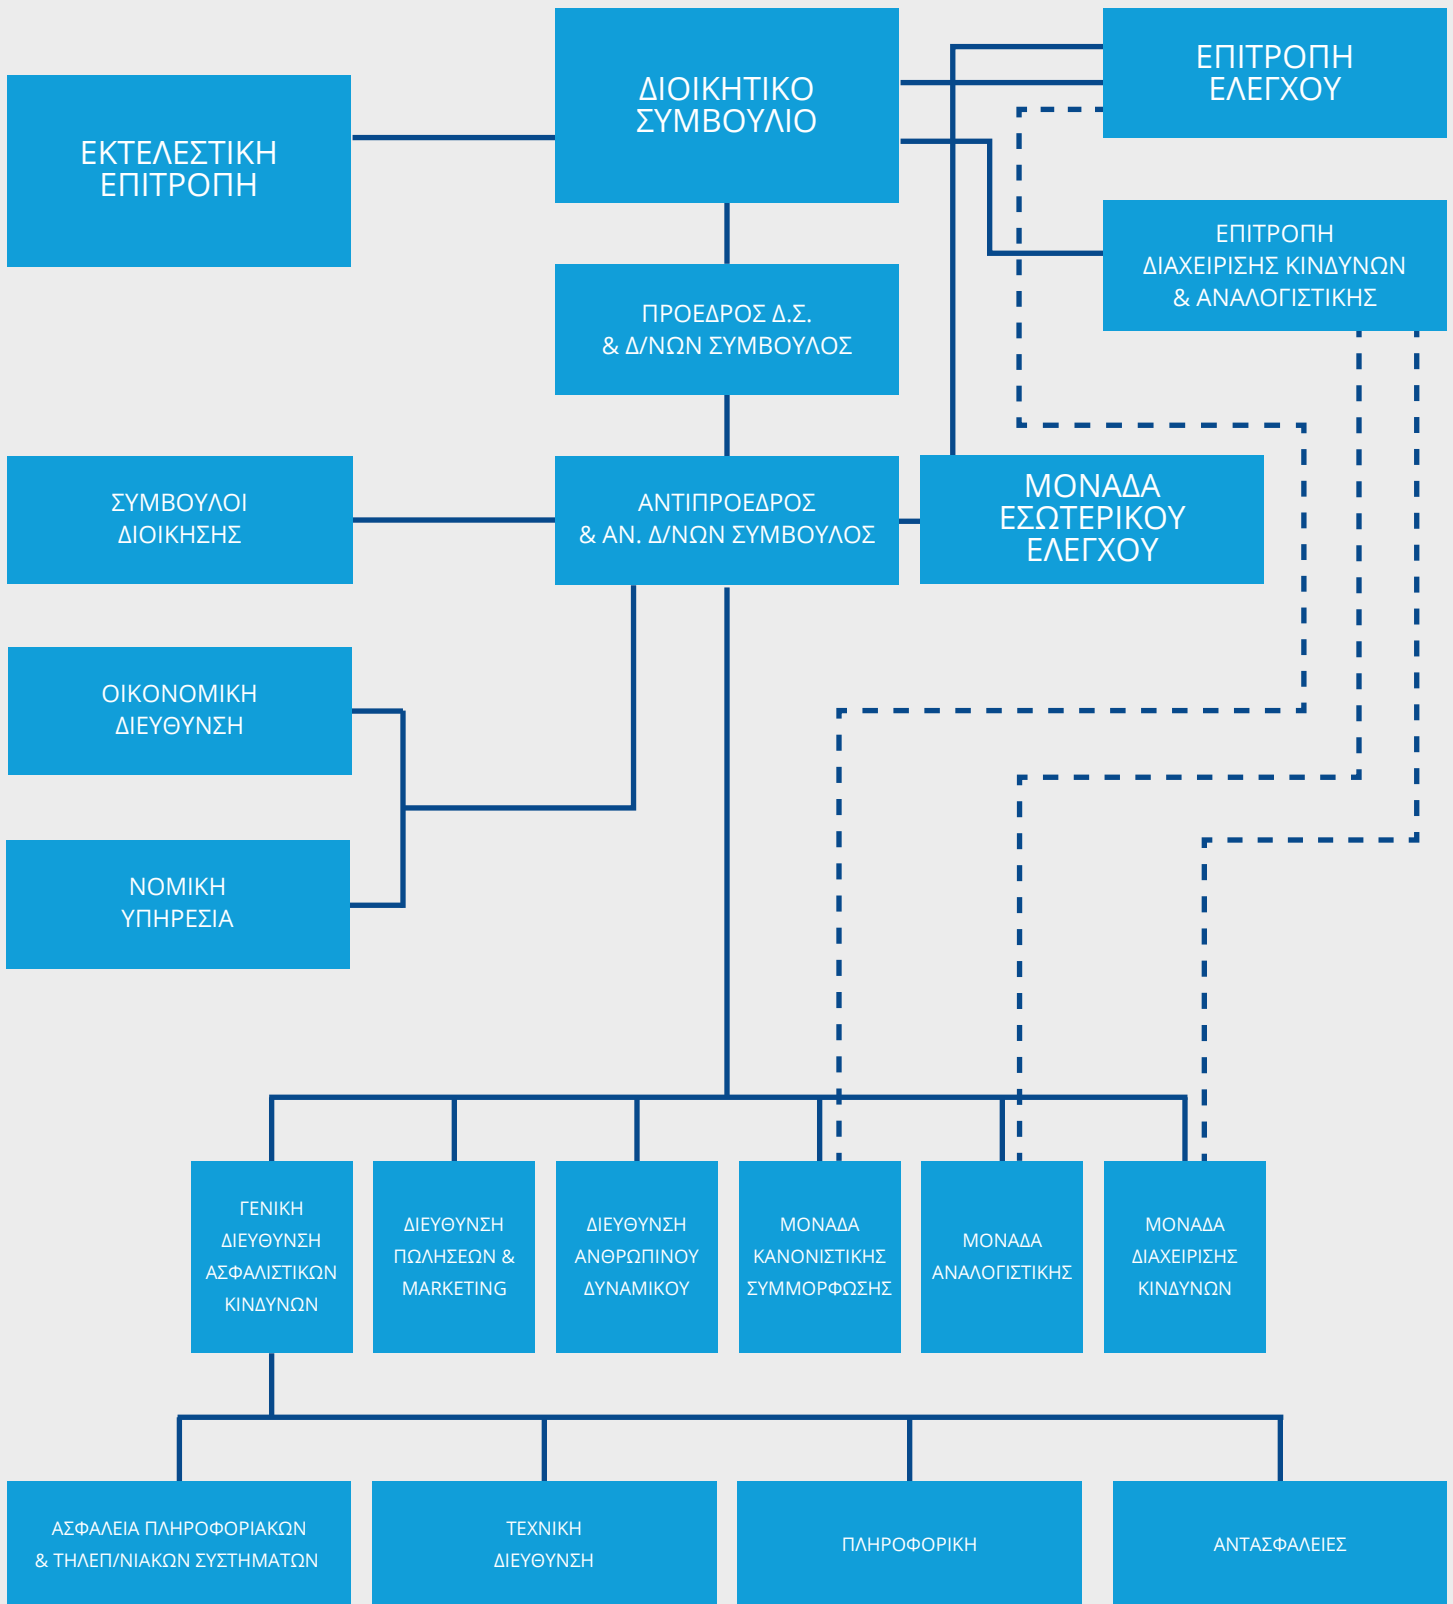 ΔΙΟΙΚΗΤΙΚΟ
ΣΥΜΒΟΥΛΙΟ
ΕΠΙΤΡΟΠΗ
ΕΛΕΓΧΟΥ
ΕΚΤΕΛΕΣΤΙΚΗ
ΕΠΙΤΡΟΠΗ
ΕΠΙΤΡΟΠΗ
ΔΙΑΧΕΙΡΙΣΗΣ ΚΙΝΔΥΝΩΝ
& ΑΝΑΛΟΓΙΣΤΙΚΗΣ
ΠΡΟΕΔΡΟΣ Δ.Σ.
& Δ/ΝΩΝ ΣΥΜΒΟΥΛΟΣ
ΣΥΜΒΟΥΛΟΙ
ΔΙΟΙΚΗΣΗΣ
ΑΝΤΙΠΡΟΕΔΡΟΣ
& ΑΝ. Δ/ΝΩΝ ΣΥΜΒΟΥΛΟΣ
ΜΟΝΑΔΑ
ΕΣΩΤΕΡΙΚΟΥ
ΕΛΕΓΧΟΥ
ΟΙΚΟΝΟΜΙΚΗ
ΔΙΕΥΘΥΝΣΗ
ΝΟΜΙΚΗ
ΥΠΗΡΕΣΙΑ
ΓΕΝΙΚΗ
ΔΙΕΥΘΥΝΣΗ
ΑΣΦΑΛΙΣΤΙΚΩΝ
ΚΙΝΔΥΝΩΝ
ΔΙΕΥΘΥΝΣΗ
ΠΩΛΗΣΕΩΝ &
MARKETING
ΔΙΕΥΘΥΝΣΗ
ΑΝΘΡΩΠΙΝΟΥ
ΔΥΝΑΜΙΚΟΥ
ΜΟΝΑΔΑ
ΚΑΝΟΝΙΣΤΙΚΗΣ
ΣΥΜΜΟΡΦΩΣΗΣ
ΜΟΝΑΔΑ
ΑΝΑΛΟΓΙΣΤΙΚΗΣ
ΜΟΝΑΔΑ
ΔΙΑΧΕΙΡΙΣΗΣ
ΚΙΝΔΥΝΩΝ
ΑΣΦΑΛΕΙΑ ΠΛΗΡΟΦΟΡΙΑΚΩΝ
& ΤΗΛΕΠ/ΝΙΑΚΩΝ ΣΥΣΤΗΜΑΤΩΝ
ΤΕΧΝΙΚΗ
ΔΙΕΥΘΥΝΣΗ
ΠΛΗΡΟΦΟΡΙΚΗ
ΑΝΤΑΣΦΑΛΕΙΕΣ